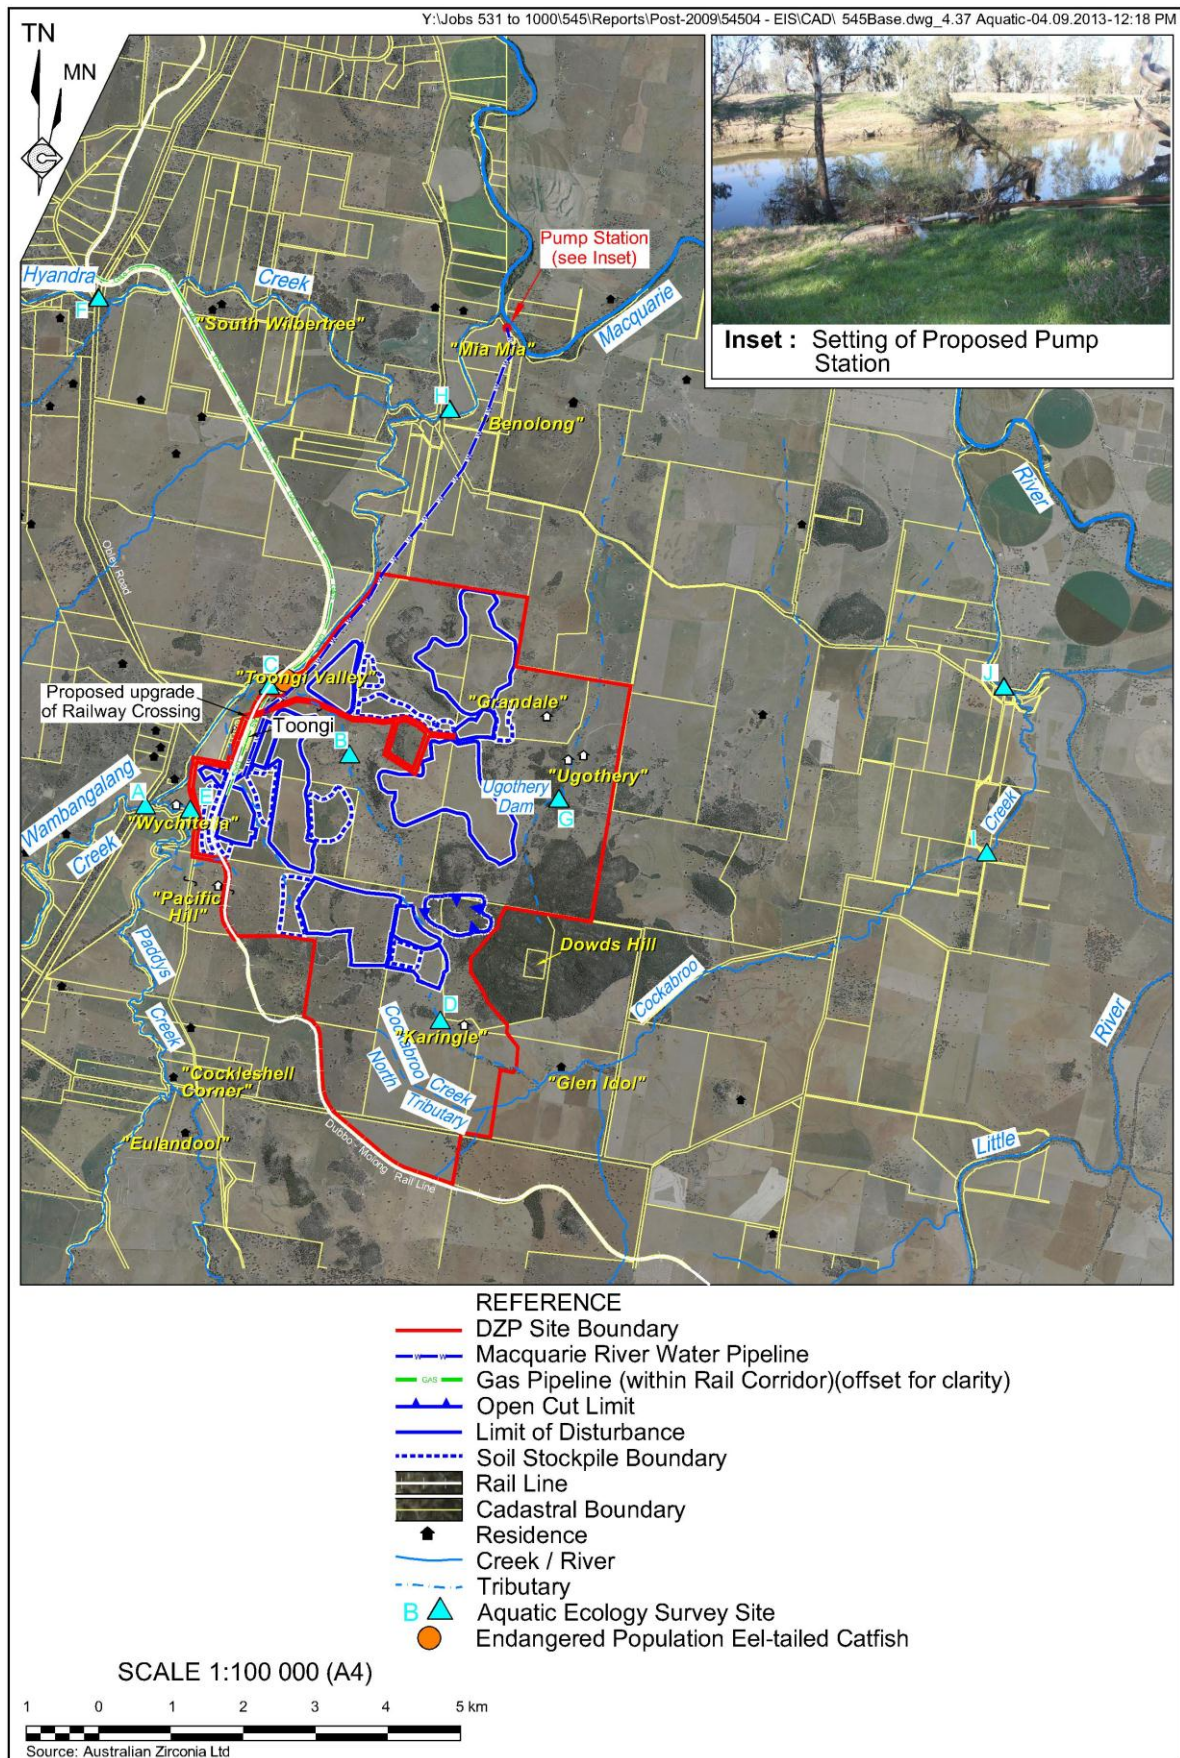 Y:\Jobs 531 to 1000\545\Reports\Post-2009\54504 - EIS\CAD\ 545Base.dwg_4.37 Aquatic-04.09.2013-12:18 PM
TN
MN
Inset : Setting of Proposed Pump
Station
Pump Station
(see Inset)
Hyandra
Creek
F
"South Wilbertree"
"Mia Mia"
Macquarie
H
Benolong"
River
Obley Road
C
"Toongi Valley"
Proposed upgrade
of Railway Crossing
Toongi
"Grandale"
J
B
"Ugothery"
Ugothery
Dam
G
Wambangalang
Creek
A
E
"Wychitella"
Creek
I
"Pacific
Hill"
Dowds Hill
Paddys
Creek
Cockabroo
River
D
"Karingle"
Cockabroo
Creek
North
Tributary
"Glen Idol"
"Cockleshell
Corner"
"Eulandool"
Dubbo - Molong Rail Line
Little
REFERENCE
DZP Site Boundary
W W
Macquarie River Water Pipeline
GAS
Gas Pipeline (within Rail Corridor)(offset for clarity)
Open Cut Limit
Limit of Disturbance
Soil Stockpile Boundary
Rail Line
Cadastral Boundary
Residence
Creek / River
Tributary
B Aquatic Ecology Survey Site
Endangered Population Eel-tailed Catfish
SCALE 1:100 000 (A4)
1 0 1 2 3 4 5 km
Source: Australian Zirconia Ltd